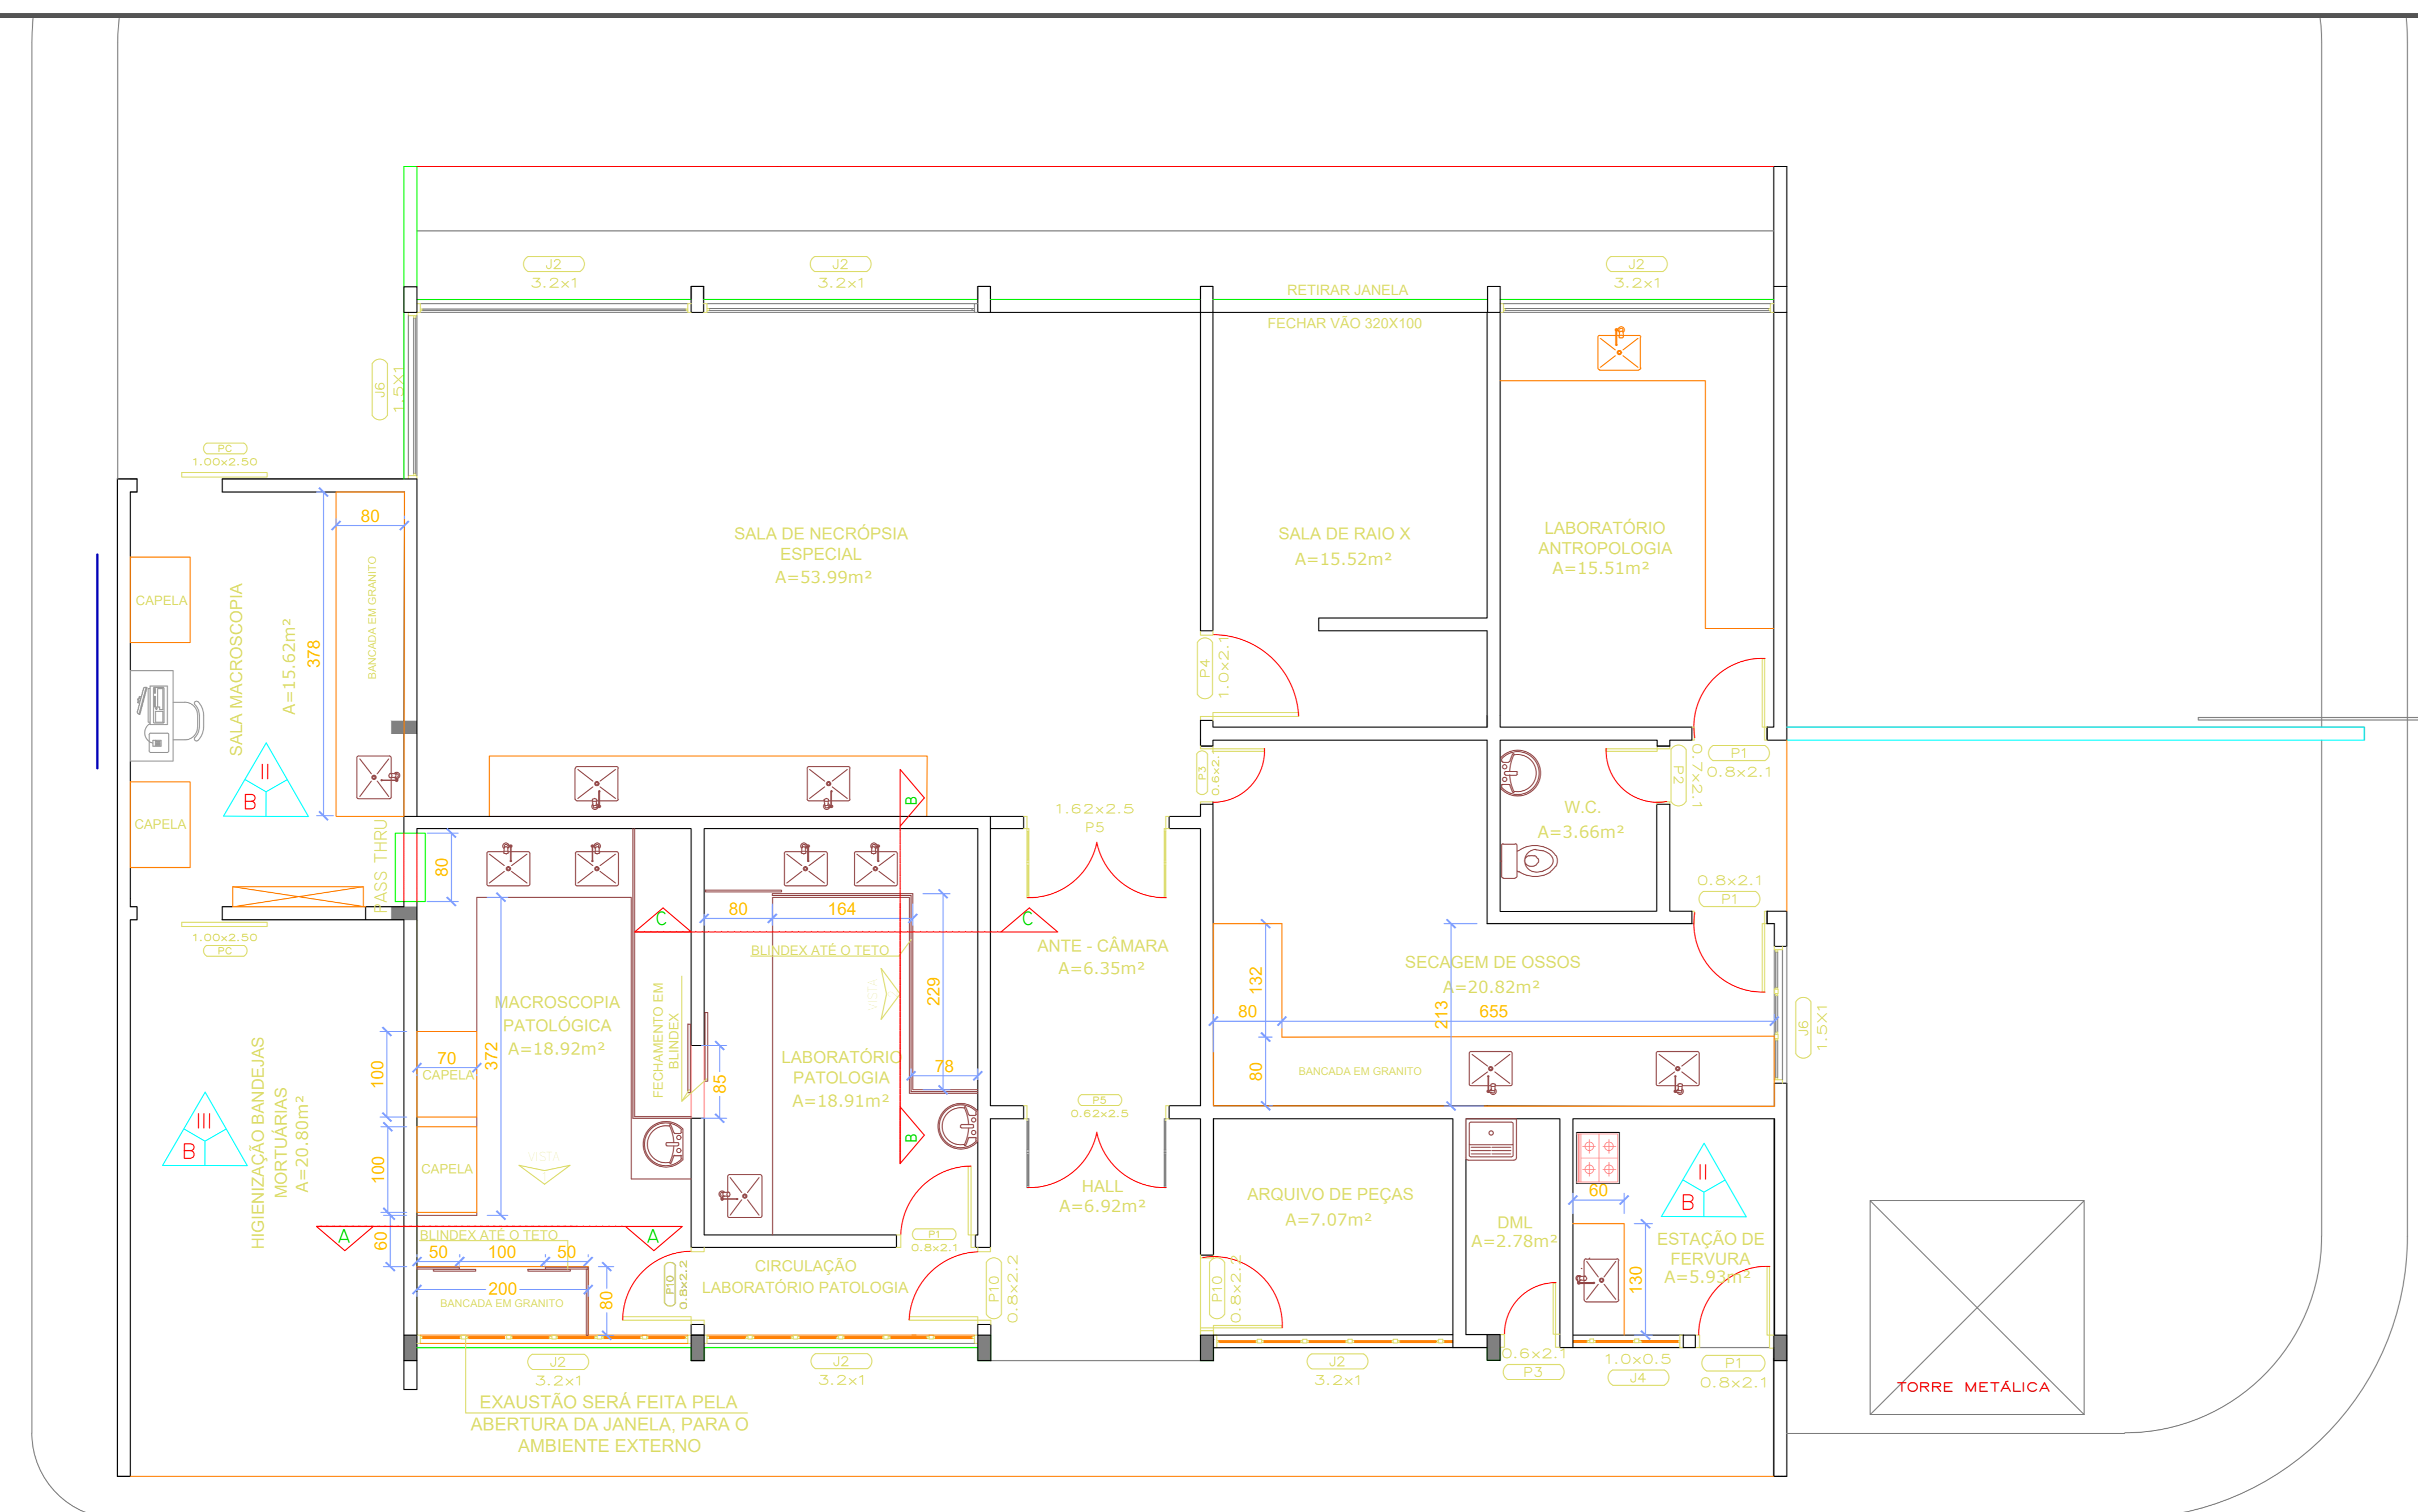 J2
3.2x1
J2
3.2x1
J2
3.2x1
RETIRAR JANELA
FECHAR VÃO 320X100
J6
1.5X1
PC
1.00x2.50
80
378
BANCADA EM GRANITO
CAPELA
SALA MACROSCOPIA
A=15.62m²
II
B
CAPELA
PASS THRU
80
1.00x2.50
PC
SALA DE NECRÓPSIA
ESPECIAL
A=53.99m²
SALA DE RAIO X
A=15.52m²
LABORATÓRIO
ANTROPOLOGIA
A=15.51m²
P4
1.0x2.1
P3
0.6x2.1
P2
0.7x2.1
P1
0.8x2.1
W.C.
A=3.66m²
0.8x2.1
P1
1.62x2.5
P5
B
C
C
80
164
BLINDEX ATÉ O TETO
VISTA
229
78
ANTE - CÂMARA
A=6.35m²
SECAGEM DE OSSOS
A=20.82m²
132
80
213
655
80
BANCADA EM GRANITO
J6
1.5X1
MACROSCOPIA
PATOLÓGICA
A=18.92m²
372
FECHAMENTO EM
BLINDEX
85
LABORATÓRIO
PATOLOGIA
A=18.91m²
100
70
CAPELA
100
CAPELA
VISTA
60
HIGIENIZAÇÃO BANDEJAS
MORTUÁRIAS
A=20.80m²
III
B
B
P5
0.62x2.5
HALL
A=6.92m²
ARQUIVO DE PEÇAS
A=7.07m²
DML
A=2.78m²
60
130
II
B
ESTAÇÃO DE
FERVURA
A=5.93m²
A
A
BLINDEX ATÉ O TETO
50
100
50
200
80
BANCADA EM GRANITO
P10
0.8x2.2
CIRCULAÇÃO
LABORATÓRIO PATOLOGIA
P1
0.8x2.1
P10
0.8x2.2
P10
0.8x2.2
J2
3.2x1
J2
3.2x1
J2
3.2x1
0.6x2.1
P3
1.0x0.5
J4
P1
0.8x2.1
EXAUSTÃO SERÁ FEITA PELA
ABERTURA DA JANELA, PARA O
AMBIENTE EXTERNO
TORRE METÁLICA